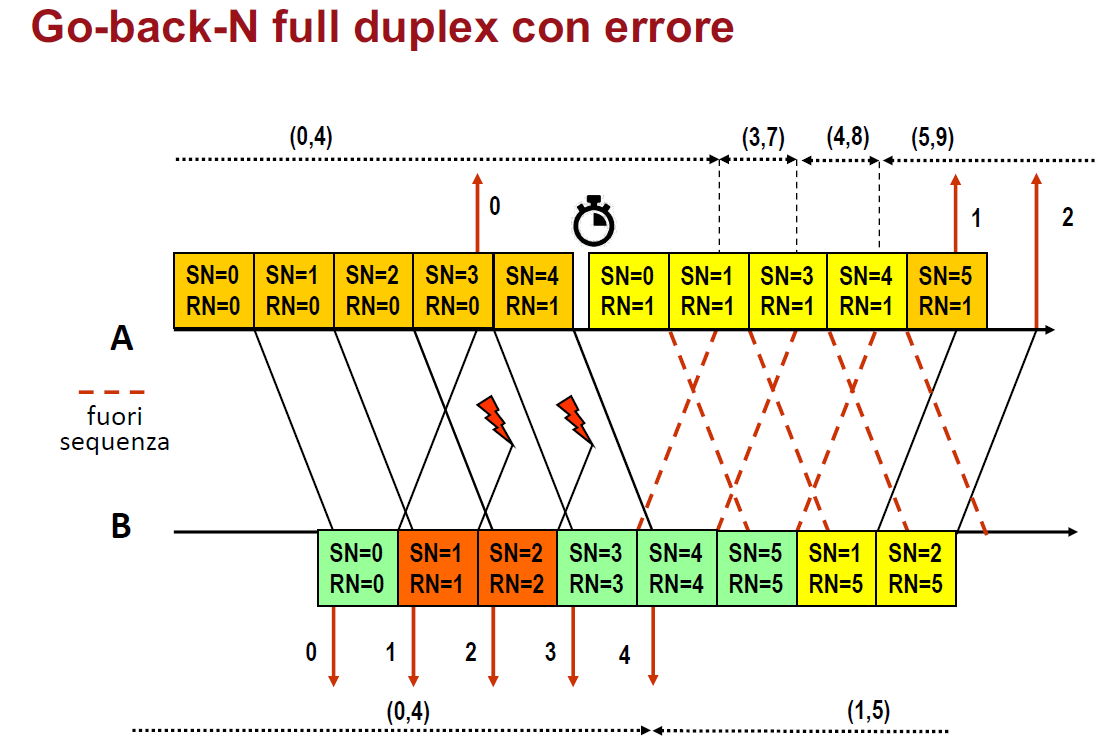 Go-back-N full duplex con errore
(0,4) (3,7) (4,8) (5,9)
0 1 2
SN=0 SN=1 SN=2 SN=3 SN=4 SN=0 SN=1 SN=3 SN=4 SN=5
RN=0 RN=0 RN=0 RN=0 RN=1 RN=1 RN=1 RN=1 RN=1 RN=1
A
fuori
sequenza
B
SN=0 SN=1 SN=2 SN=3 SN=4 SN=5 SN=1 SN=2
RN=0 RN=1 RN=2 RN=3 RN=4 RN=5 RN=5 RN=5
0 1 2 3 4
(0,4) (1,5)